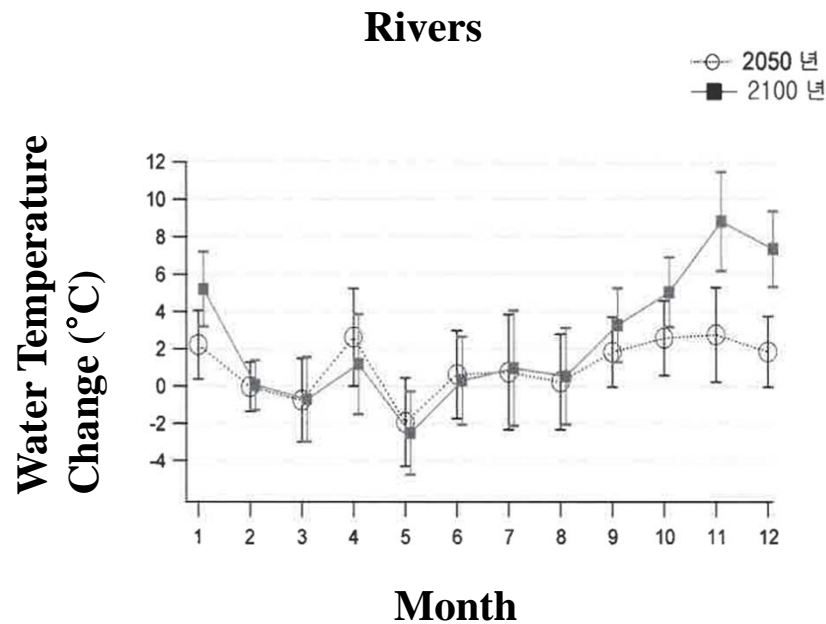 Rivers
2050 년
2100 년
Water Temperature
Change (°C)
12
10
8
6
4
2
0
-2
-4
1 2 3 4 5 6 7 8 9 10 11 12
Month